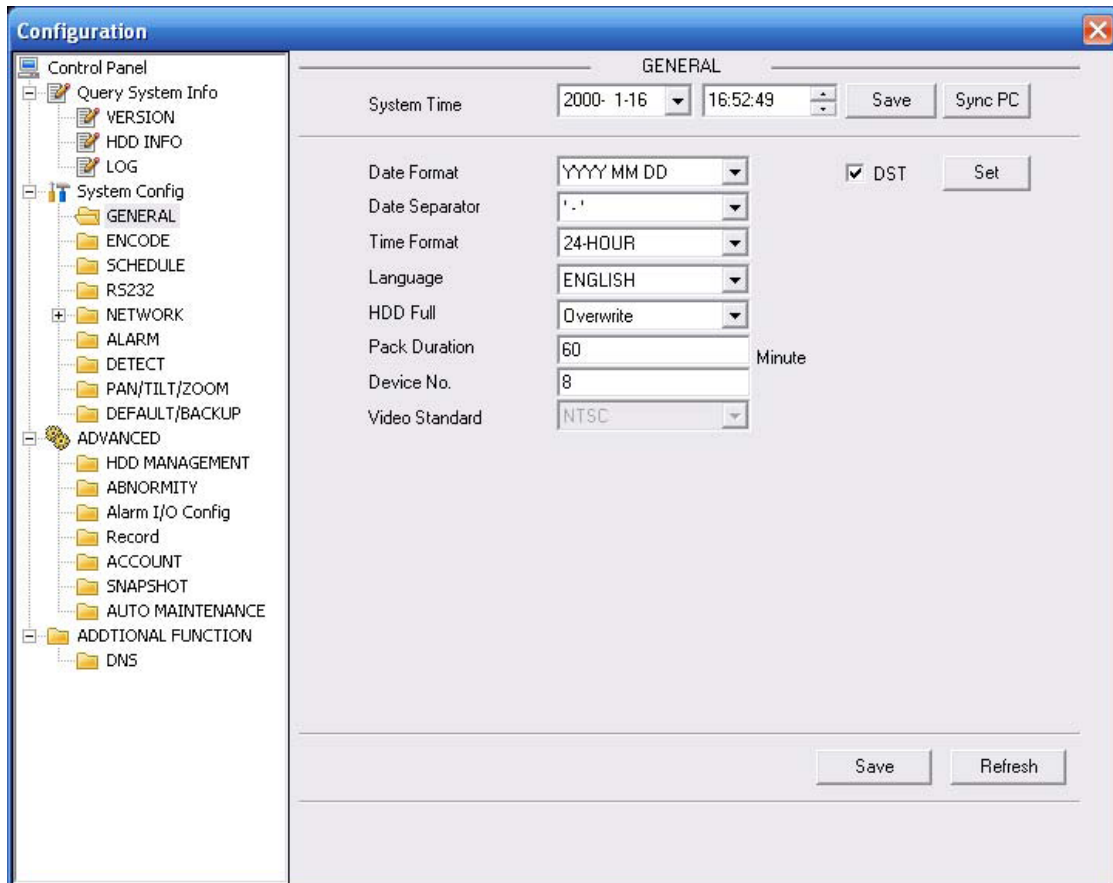 Configuration
Control Panel
Query System Info
VERSION
HDD INFO
LOG
System Config
GENERAL
ENCODE
SCHEDULE
RS232
NETWORK
ALARM
DETECT
PAN/TILT/ZOOM
DEFAULT/BACKUP
ADVANCED
HDD MANAGEMENT
ABNORMITY
Alarm I/O Config
Record
ACCOUNT
SNAPSHOT
AUTO MAINTENANCE
ADDTIONAL FUNCTION
DNS
GENERAL
System Time 2000- 1-16 16:52:49 Save Sync PC
Date Format YYYY MM DD DST Set
Date Separator '-'
Time Format 24-HOUR
Language ENGLISH
HDD Full Overwrite
Pack Duration 60 Minute
Device No. 8
Video Standard NTSC
Save Refresh